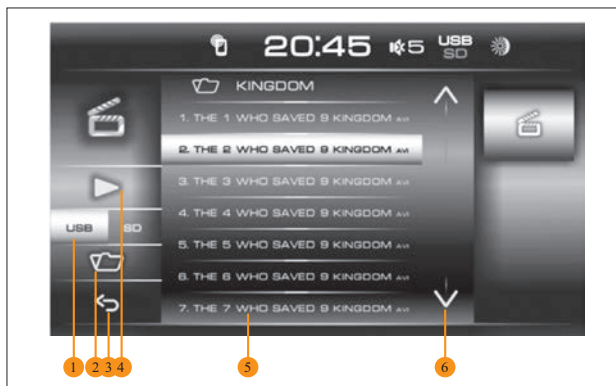 20:45 5 USB
SD
KINGDOM
1. THE 1 WHO SAVED 9 KINGDOM AVI
2. THE 2 WHO SAVED 9 KINGDOM AVI
3. THE 3 WHO SAVED 9 KINGDOM AVI
4. THE 4 WHO SAVED 9 KINGDOM AVI
5. THE 5 WHO SAVED 9 KINGDOM AVI
6. THE 6 WHO SAVED 9 KINGDOM AVI
7. THE 7 WHO SAVED 9 KINGDOM AVI
USB SD
1 2 3 4 5 6